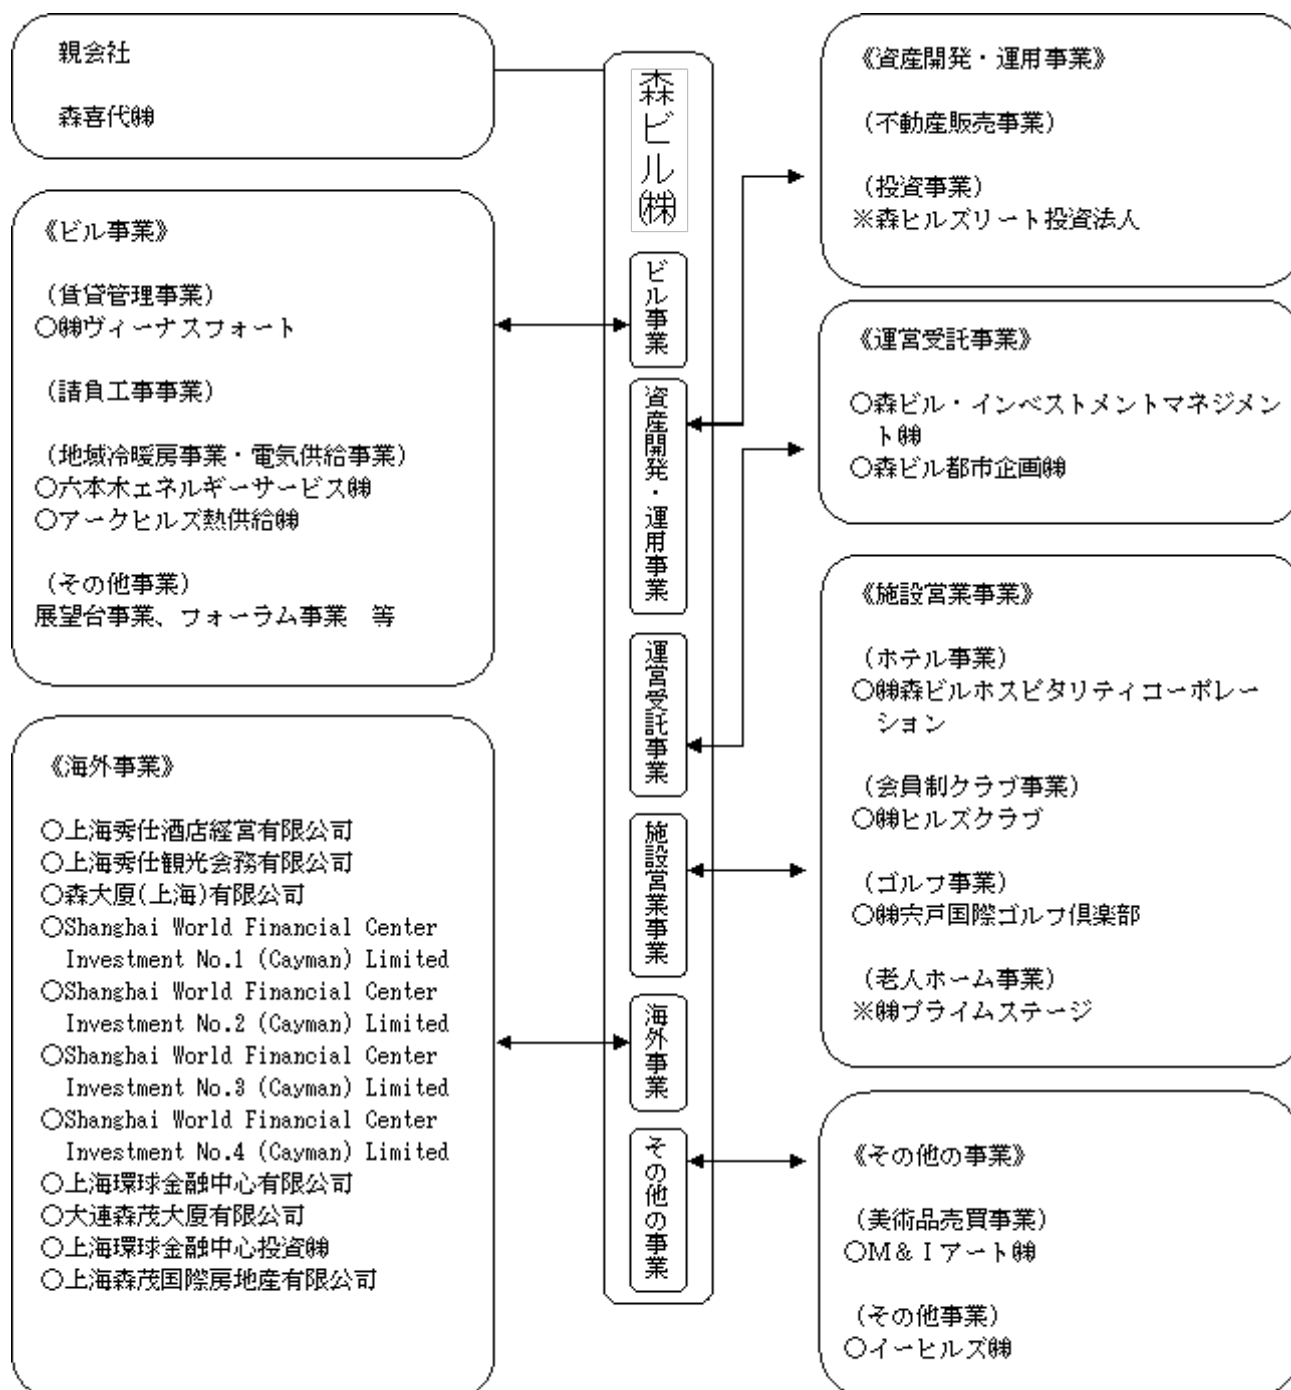 親会社
森喜代㈱
《ビル事業》
(賃貸管理事業)
○㈱ヴィーナスフォート
(請負工事事業)
(地域冷暖房事業・電気供給事業)
○六本木エネルギーサービス㈱
○アークヒルズ熱供給㈱
(その他事業)
展望台事業、フォーラム事業　等
《海外事業》
○上海秀仕酒店経営有限公司
○上海秀仕観光会務有限公司
○森大厦(上海)有限公司
○Shanghai World Financial Center
Investment No.1 (Cayman) Limited
○Shanghai World Financial Center
Investment No.2 (Cayman) Limited
○Shanghai World Financial Center
Investment No.3 (Cayman) Limited
○Shanghai World Financial Center
Investment No.4 (Cayman) Limited
○上海環球金融中心有限公司
○大連森茂大厦有限公司
○上海環球金融中心投資㈱
○上海森茂国際房地産有限公司
森ビル㈱
ビル事業
資産開発・運用事業
運営受託事業
施設営業事業
海外事業
その他の事業
《資産開発・運用事業》
(不動産販売事業)
(投資事業)
※森ヒルズリート投資法人
《運営受託事業》
○森ビル・インベストメントマネジメン
ト㈱
○森ビル都市企画㈱
《施設営業事業》
(ホテル事業)
○㈱森ビルホスピタリティコーポレー
ション
(会員制クラブ事業)
○㈱ヒルズクラブ
(ゴルフ事業)
○㈱宍戸国際ゴルフ倶楽部
(老人ホーム事業)
※㈱プライムステージ
《その他の事業》
(美術品売買事業)
○Ｍ＆Ｉアート㈱
(その他事業)
○イーヒルズ㈱